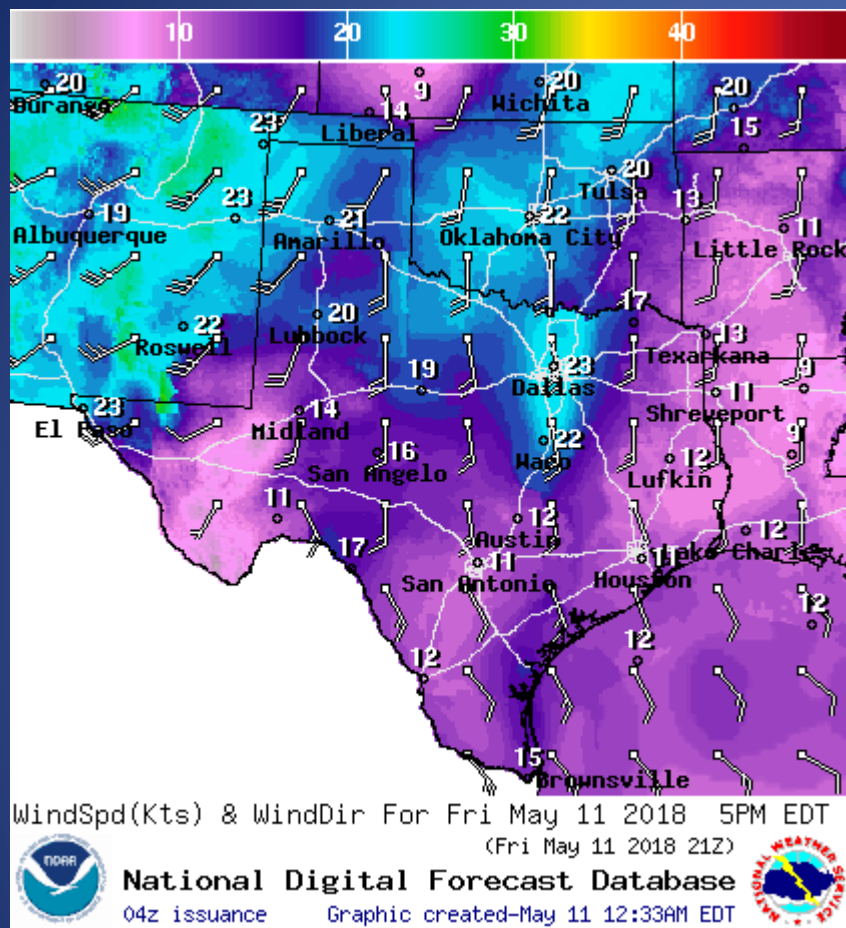 10 20 30 40
20 9 20 20
Durango Wichita
14
Liberal
23 15
20
Tulsa
19 23 21 22 13 11
Albuquerque Amarillo Oklahoma City Little Rock
22 20 17 13
Roswell Lubbock Texarkana
19 23 9
Dallas
23 14 11
El Paso Midland Shreveport
16 22 12 9
San Angelo Waco Lufkin
11 12 12
Austin
17 11 11 Lake Charles
San Antonio Houston
12 12 12
15
Brownsville
WindSpd(Kts) & WindDir For Fri May 11 2018 5PM EDT
(Fri May 11 2018 21Z)
NOAA
National Digital Forecast Database
04z issuance Graphic created-May 11 12:33AM EDT
NATIONAL WEATHER SERVICE